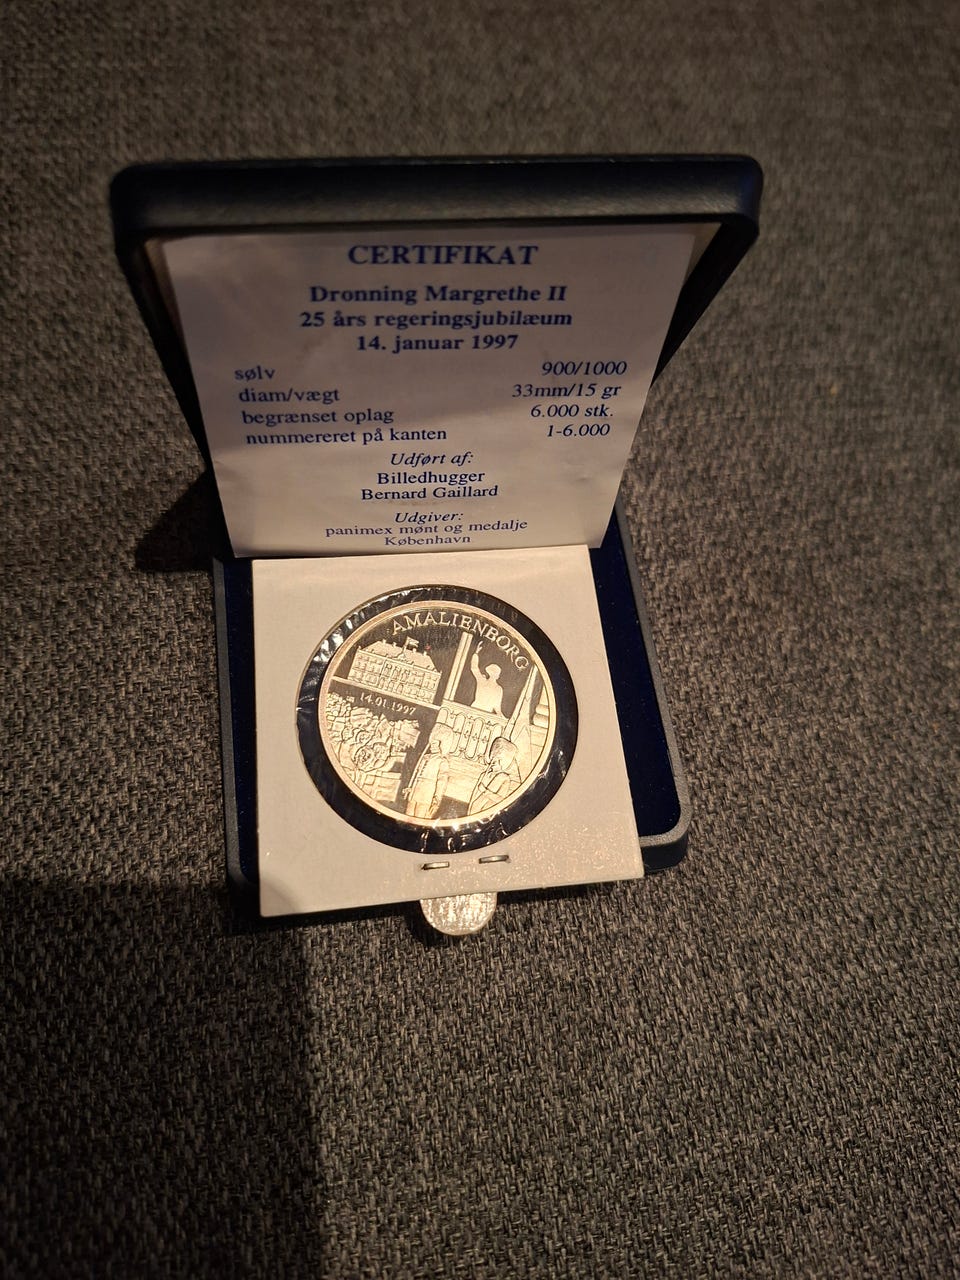 CERTIFIKAT
Dronning Margrethe II
25 års regeringsjubilæum
14. januar 1997
sølv 900/1000
diam/vægt 33mm/15 gr
begrænset oplag 6.000 stk.
nummereret på kanten 1-6.000
Udført af:
Billedhugger
Bernard Gaillard
Udgiver:
panimex mønt og medalje
København
AMALIENBORG
14.01.1997